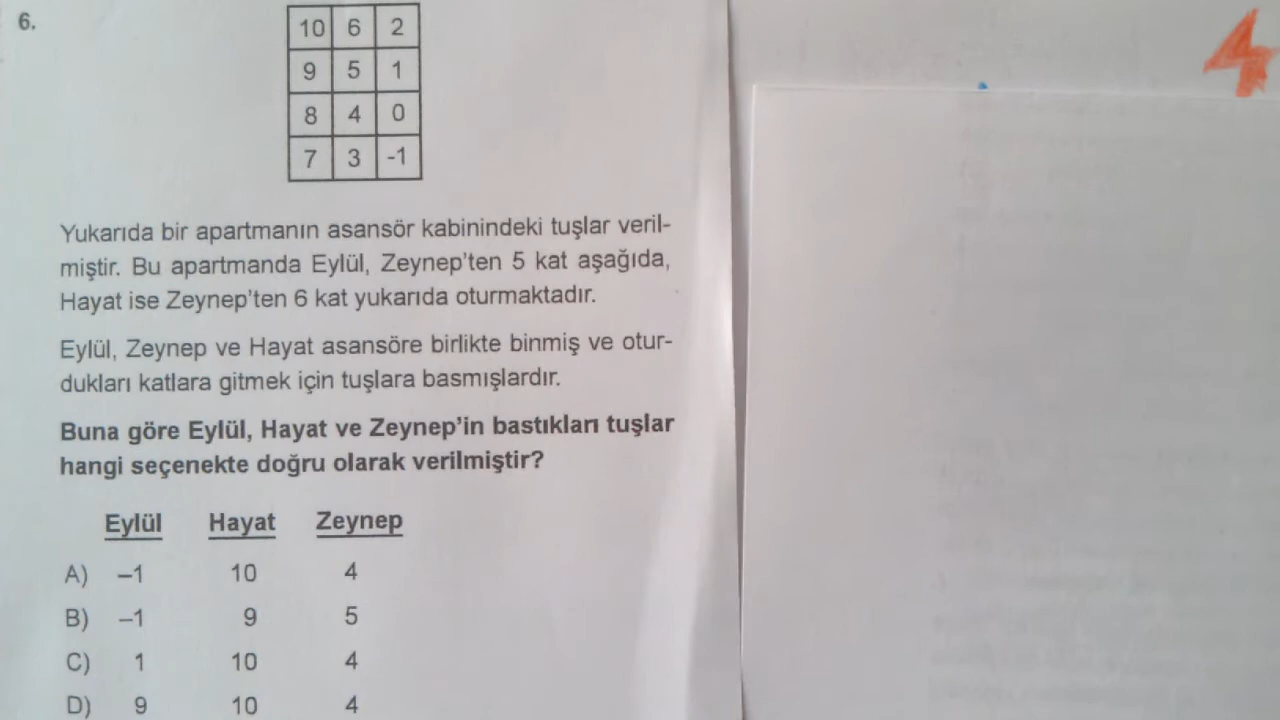 6.
10 6 2
9 5 1
8 4 0
7 3 -1
4
Yukarıda bir apartmanın asansör kabinindeki tuşlar veril-
miştir. Bu apartmanda Eylül, Zeynep'ten 5 kat aşağıda,
Hayat ise Zeynep'ten 6 kat yukarıda oturmaktadır.
Eylül, Zeynep ve Hayat asansöre birlikte binmiş ve otur-
dukları katlara gitmek için tuşlara basmışlardır.
Buna göre Eylül, Hayat ve Zeynep'in bastıkları tuşlar
hangi seçenekte doğru olarak verilmiştir?
Eylül Hayat Zeynep
A) –1 10 4
B) –1 9 5
C) 1 10 4
D) 9 10 4